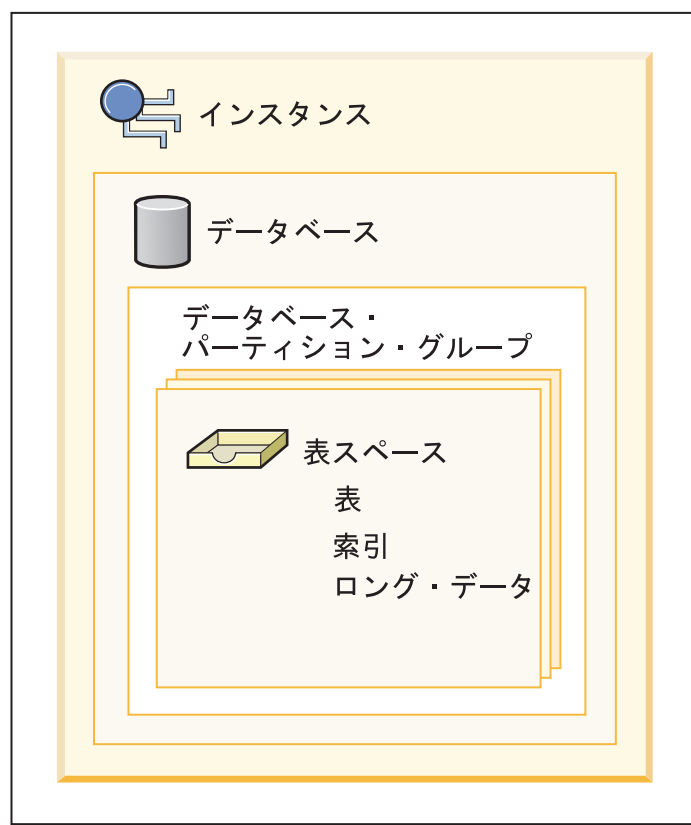 インスタンス
データベース
データベース・
パーティション・グループ
表スペース
表
索引
ロング・データ